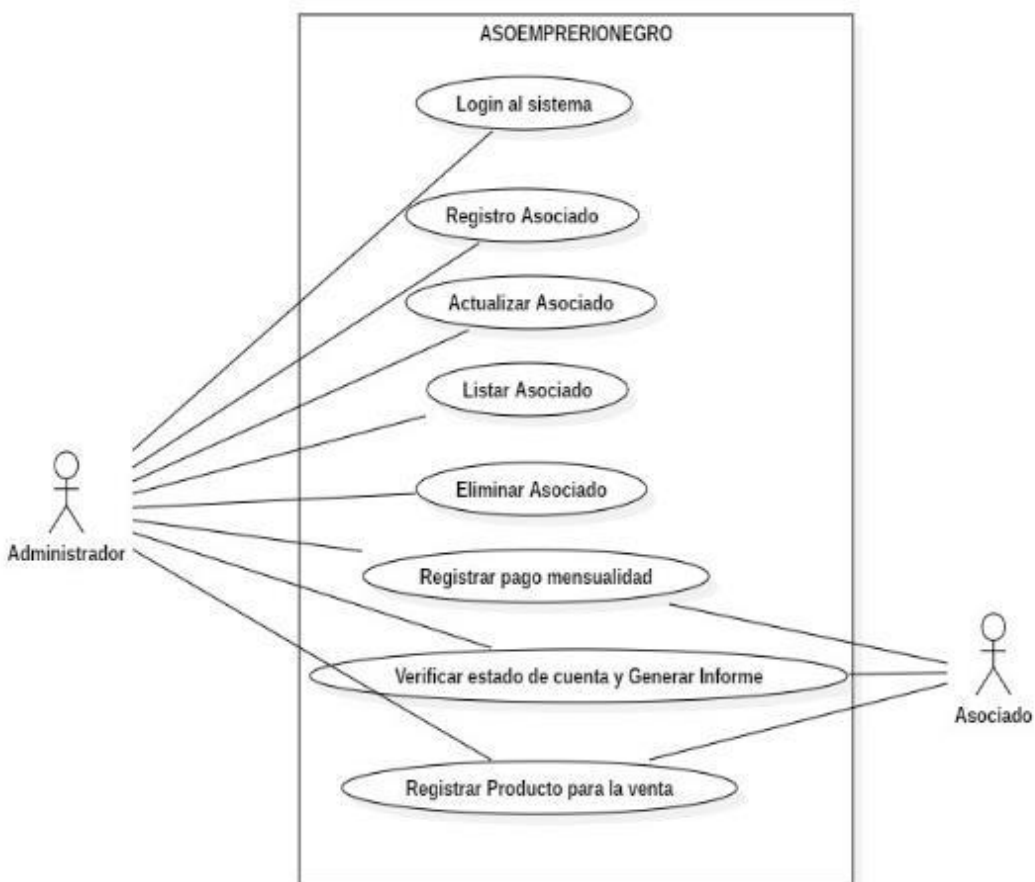 ASOEMPRERIONEGRO
Login al sistema
Registro Asociado
Actualizar Asociado
Listar Asociado
Eliminar Asociado
Administrador
Registrar pago mensualidad
Verificar estado de cuenta y Generar Informe
Asociado
Registrar Producto para la venta